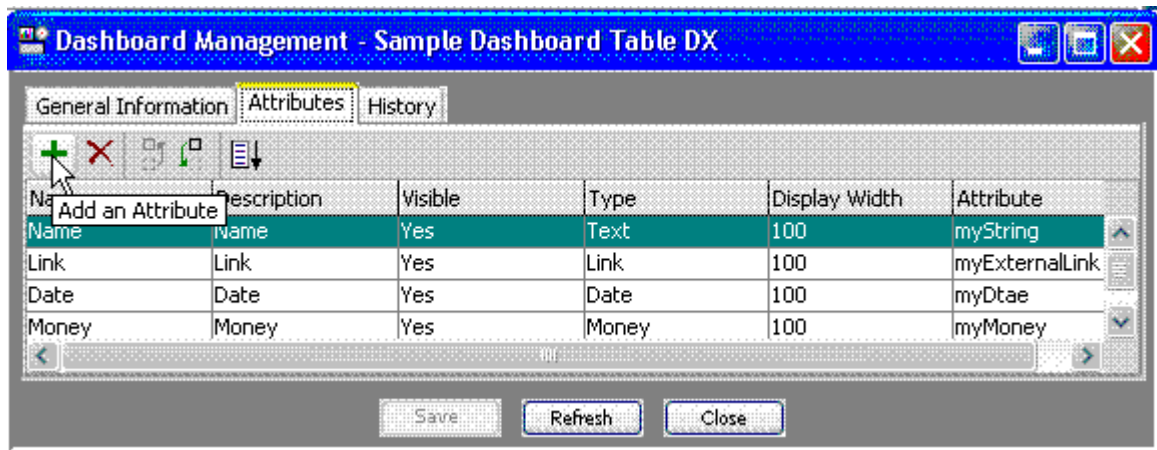 Dashboard Management - Sample Dashboard Table DX
General Information Attributes History
Na Description Visible Type Display Width Attribute
Add an Attribute
Name Name Yes Text 100 myString
Link Link Yes Link 100 myExternalLink
Date Date Yes Date 100 myDtae
Money Money Yes Money 100 myMoney
Save Refresh Close